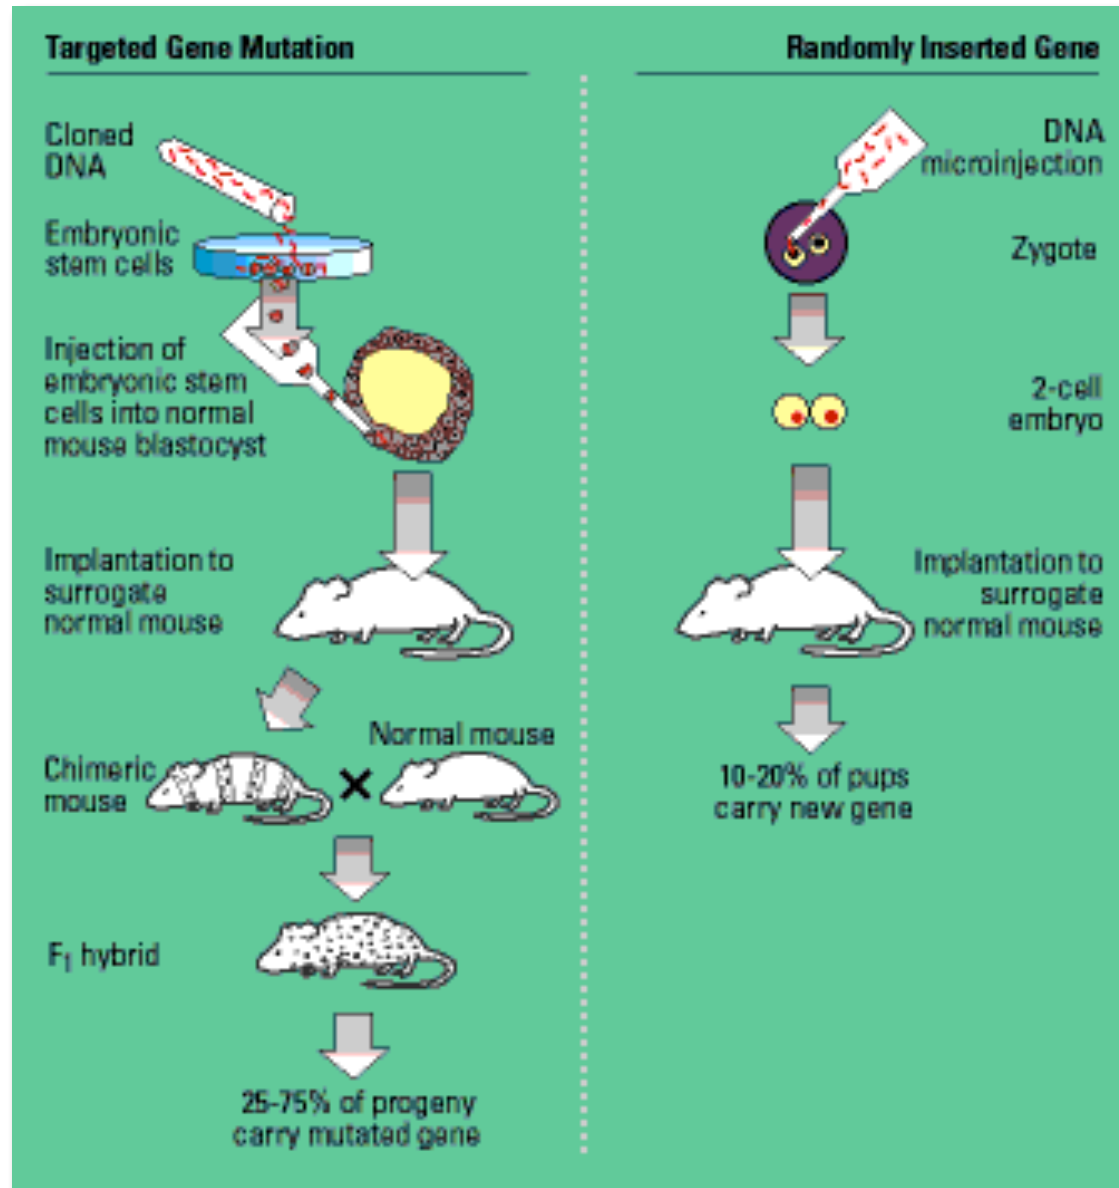 Targeted Gene Mutation
Cloned
DNA
Embryonic
stem cells
Injection of
embryonic stem
cells into normal
mouse blastocyst
Implantation to
surrogate
normal mouse
Chimeric
mouse
Normal mouse
F1 hybrid
25-75% of progeny
carry mutated gene
Randomly Inserted Gene
DNA
microinjection
Zygote
2-cell
embryo
Implantation to
surrogate
normal mouse
10-20% of pups
carry new gene